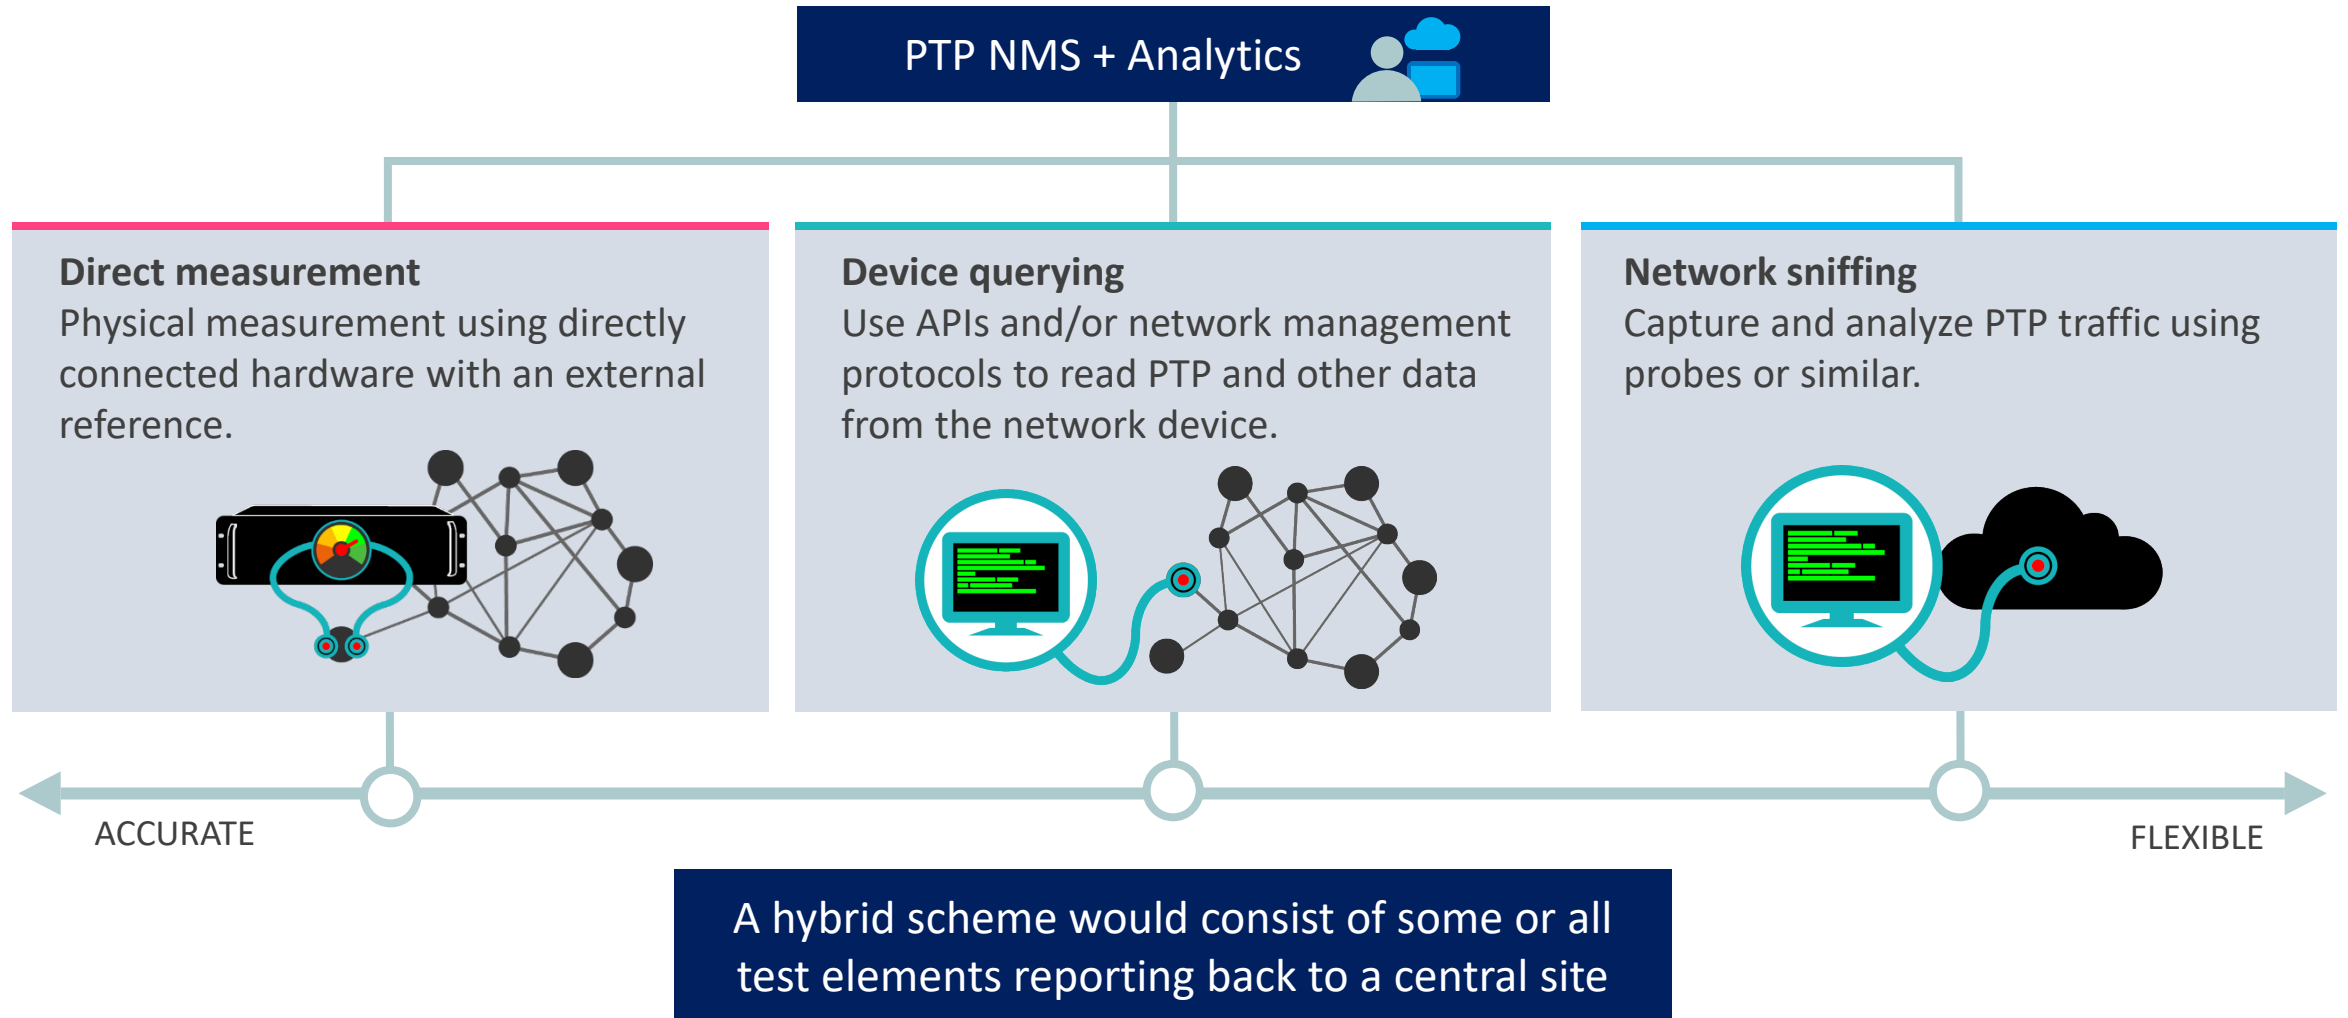 PTP NMS + Analytics
Direct measurement
Physical measurement using directly
connected hardware with an external
reference.
Device querying
Use APIs and/or network management
protocols to read PTP and other data
from the network device.
Network sniffing
Capture and analyze PTP traffic using
probes or similar.
ACCURATE
FLEXIBLE
A hybrid scheme would consist of some or all
test elements reporting back to a central site